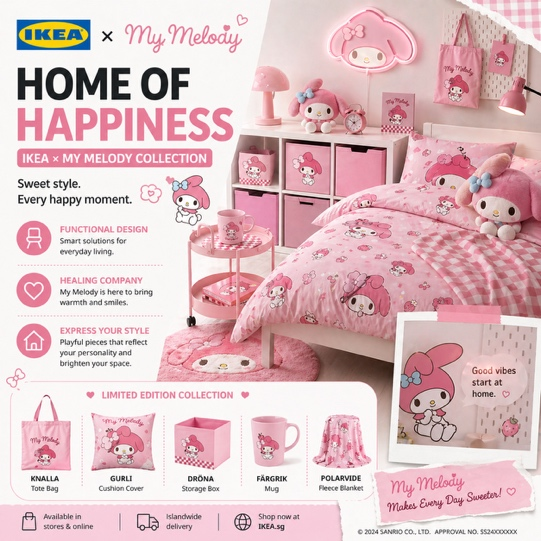 IKEA × My Melody
HOME OF
HAPPINESS
IKEA × MY MELODY COLLECTION
Sweet style.
Every happy moment.
FUNCTIONAL DESIGN
Smart solutions for
everyday living.
HEALING COMPANY
My Melody is here to bring
warmth and smiles.
EXPRESS YOUR STYLE
Playful pieces that reflect
your personality and
brighten your space.
My Melody
My Melody
Good vibes
start at
home.
LIMITED EDITION COLLECTION
My Melody
My Melody
KNALLA
Tote Bag
GURLI
Cushion Cover
DRÖNA
Storage Box
FÄRGRIK
Mug
POLARVIDE
Fleece Blanket
My Melody
Makes Every Day Sweeter!
Available in
stores & online
Islandwide
delivery
Shop now at
IKEA.sg
© 2024 SANRIO CO., LTD. APPROVAL NO. SS24XXXXXX